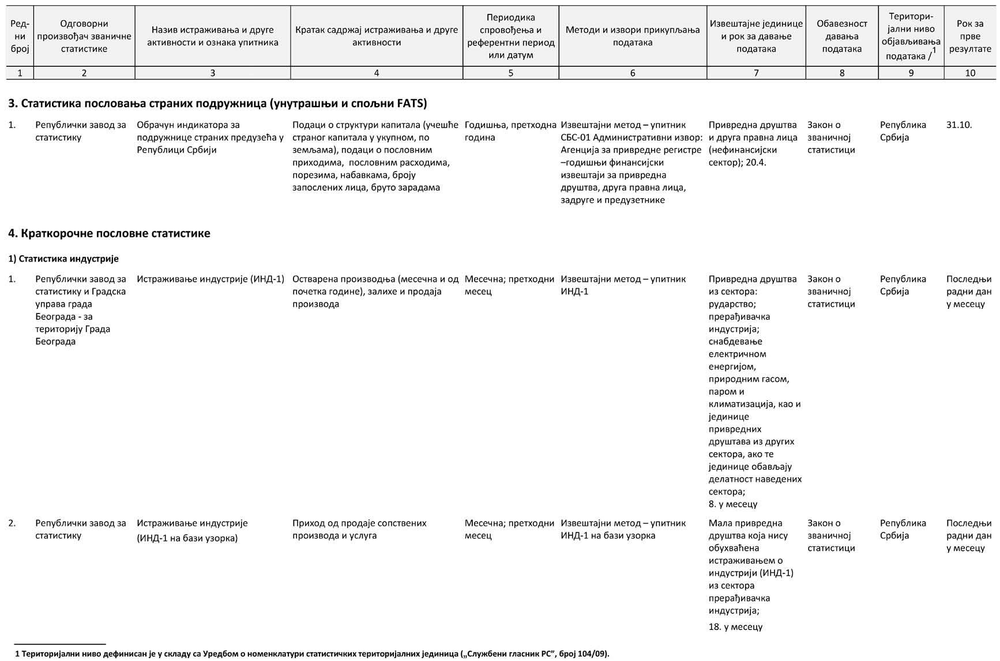 Ред-
ни
број
Одговорни
произвођач званичне
статистике
Назив истраживања и друге
активности и ознака упитника
Кратак садржај истраживања и друге
активности
Периодика
спровођења и
референтни период
или датум
Методи и извори прикупљања
података
Извештајне јединице
и рок за давање
података
Обавезност
давања
података
Територи-
јални ниво
објављивања
података /1
Рок за
прве
резултате
1 2 3 4 5 6 7 8 9 10
3. Статистика пословања страних подружница (унутрашњи и спољни FATS)
1.
Републички завод за
статистику
Обрачун индикатора за
подружнице страних предузећа у
Републици Србији
Подаци о структури капитала (учешће
страног капитала у укупном, по
земљама), подаци о пословним
приходима, пословним расходима,
порезима, набавкама, броју
запослених лица, бруто зарадама
Годишња, претходна
година
Извештајни метод – упитник
СБС-01 Административни извор:
Агенција за привредне регистре
–годишњи финансијски
извештаји за привредна
друштва, друга правна лица,
задруге и предузетнике
Привредна друштва
и друга правна лица
(нефинансијски
сектор); 20.4.
Закон о
званичној
статистици
Република
Србија
31.10.
4. Краткорочне пословне статистике
1) Статистика индустрије
1.
Републички завод за
статистику и Градска
управа града
Београда - за
територију Града
Београда
Истраживање индустрије (ИНД-1)
Остварена производња (месечна и од
почетка године), залихе и продаја
производа
Месечна; претходни
месец
Извештајни метод – упитник
ИНД-1
Привредна друштва
из сектора:
рударство;
прерађивачка
индустрија;
снабдевање
електричном
енергијом,
природним гасом,
паром и
климатизација, као и
јединице
привредних
друштава из других
сектора, ако те
јединице обављају
делатност наведених
сектора;
8. у месецу
Закон о
званичној
статистици
Република
Србија
Последњи
радни дан
у месецу
2.
Републички завод за
статистику
Истраживање индустрије
(ИНД-1 на бази узорка)
Приход од продаје сопствених
производа и услуга
Месечна; претходни
месец
Извештајни метод – упитник
ИНД-1 на бази узорка
Мала привредна
друштва која нису
обухваћена
истраживањем о
индустрији (ИНД-1)
из сектора
прерађивачка
индустрија;
18. у месецу
Закон о
званичној
статистици
Република
Србија
Последњи
радни дан
у месецу
1 Територијални ниво дефинисан је у складу са Уредбом о номенклатури статистичких територијалних јединица („Службени гласник РС”, број 104/09).